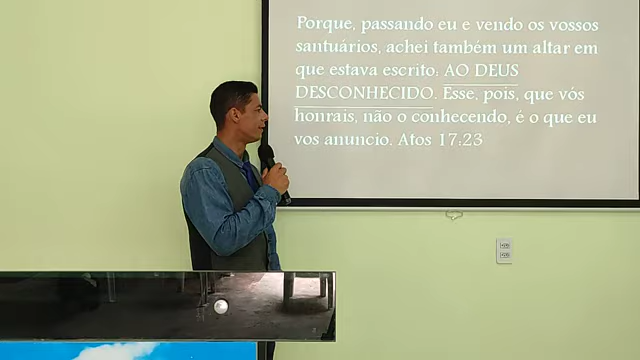 Porque, passando eu e vendo os vossos
santuários, achei também um altar em
que estava escrito: AO DEUS
DESCONHECIDO. Esse, pois, que vós
honrais, não o conhecendo, é o que eu
vos anuncio. Atos 17:23